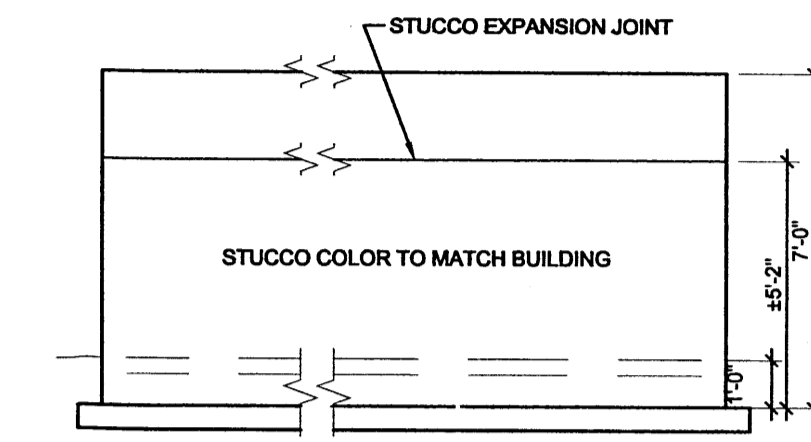 STUCCO EXPANSION JOINT
STUCCO COLOR TO MATCH BUILDING
1'-0"
±5'-2"
7'-0"